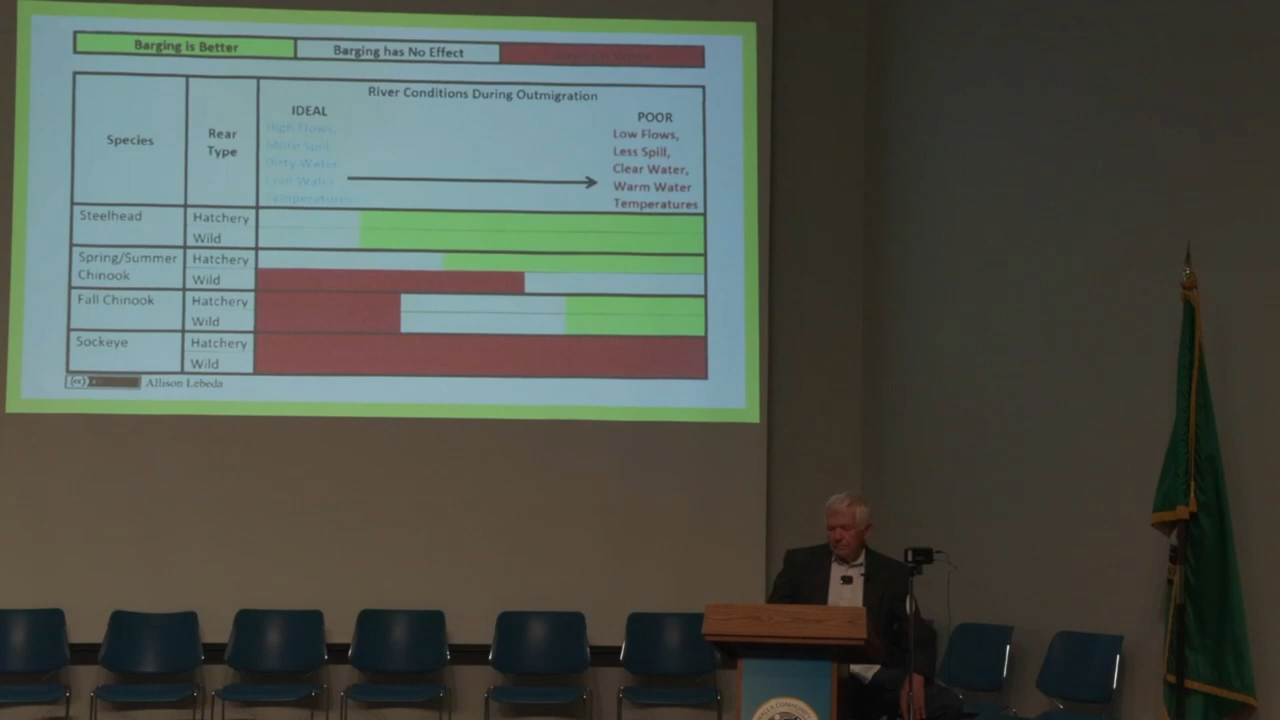 Barging is Better
Barging has No Effect
Species
Rear
Type
River Conditions During Outmigration
IDEAL
High Flows,
More Spill,
Dirty Water,
Cool Water
Temperatures
POOR
Low Flows,
Less Spill,
Clear Water,
Warm Water
Temperatures
Steelhead
Hatchery
Wild
Spring/Summer
Chinook
Hatchery
Wild
Fall Chinook
Hatchery
Wild
Sockeye
Hatchery
Wild
(cc)
Allison Lebeda